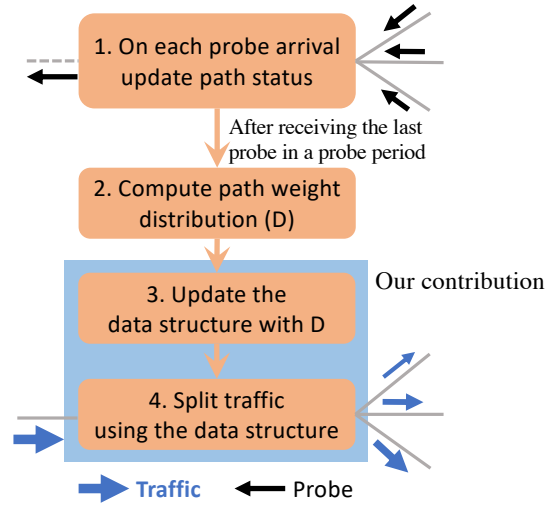 1. On each probe arrival
update path status
After receiving the last
probe in a probe period
2. Compute path weight
distribution (D)
Our contribution
3. Update the
data structure with D
4. Split traffic
using the data structure
Traffic
Probe